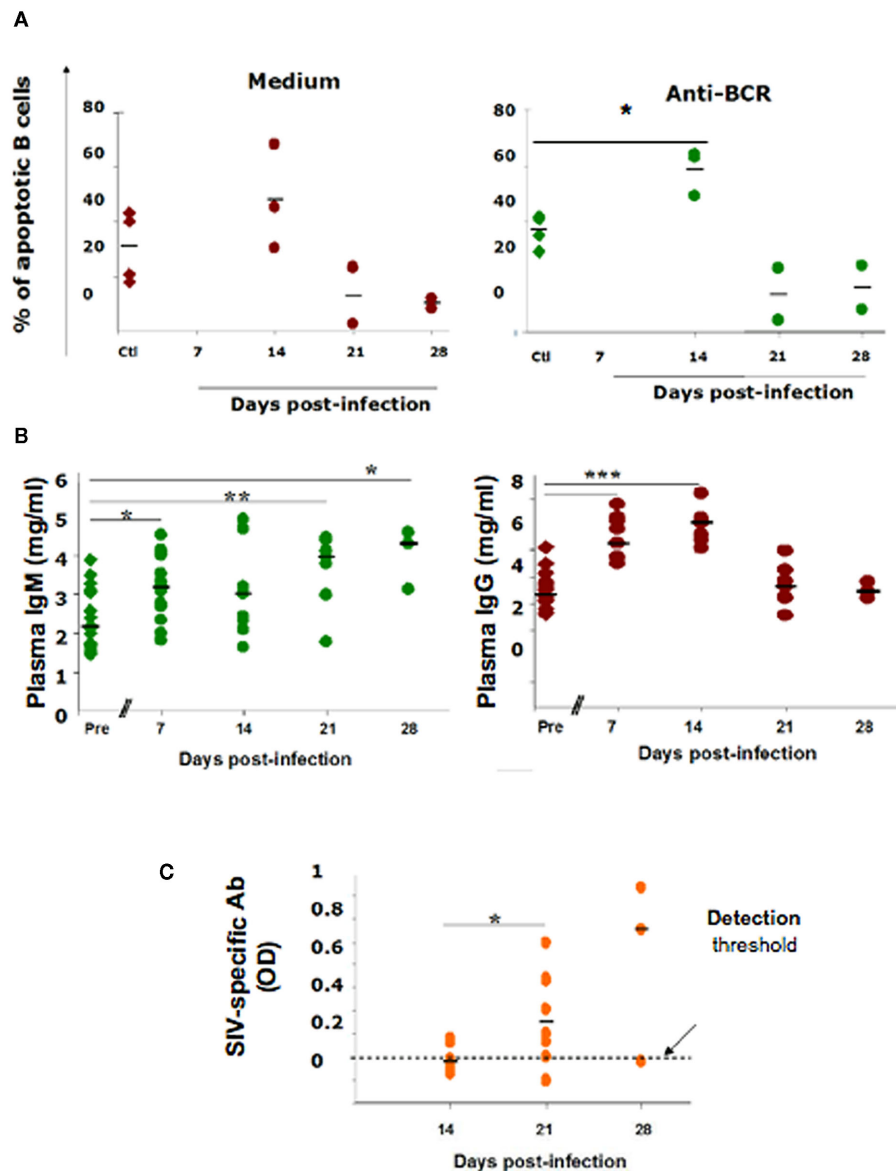 A
Medium
Anti-BCR
% of apoptotic B cells
80
60
40
20
0
Ctl
7
14
21
28
Days post-infection
80
60
40
20
0
*
Ctl
7
14
21
28
Days post-infection
B
Plasma IgM (mg/ml)
6
5
4
3
2
1
0
*
**
*
Pre
//
7
14
21
28
Days post-infection
Plasma IgG (mg/ml)
8
6
4
2
0
***
Pre
//
7
14
21
28
Days post-infection
C
SIV-specific Ab
(OD)
1
0.8
0.6
0.4
0.2
0
*
Detection
threshold
14
21
28
Days post-infection